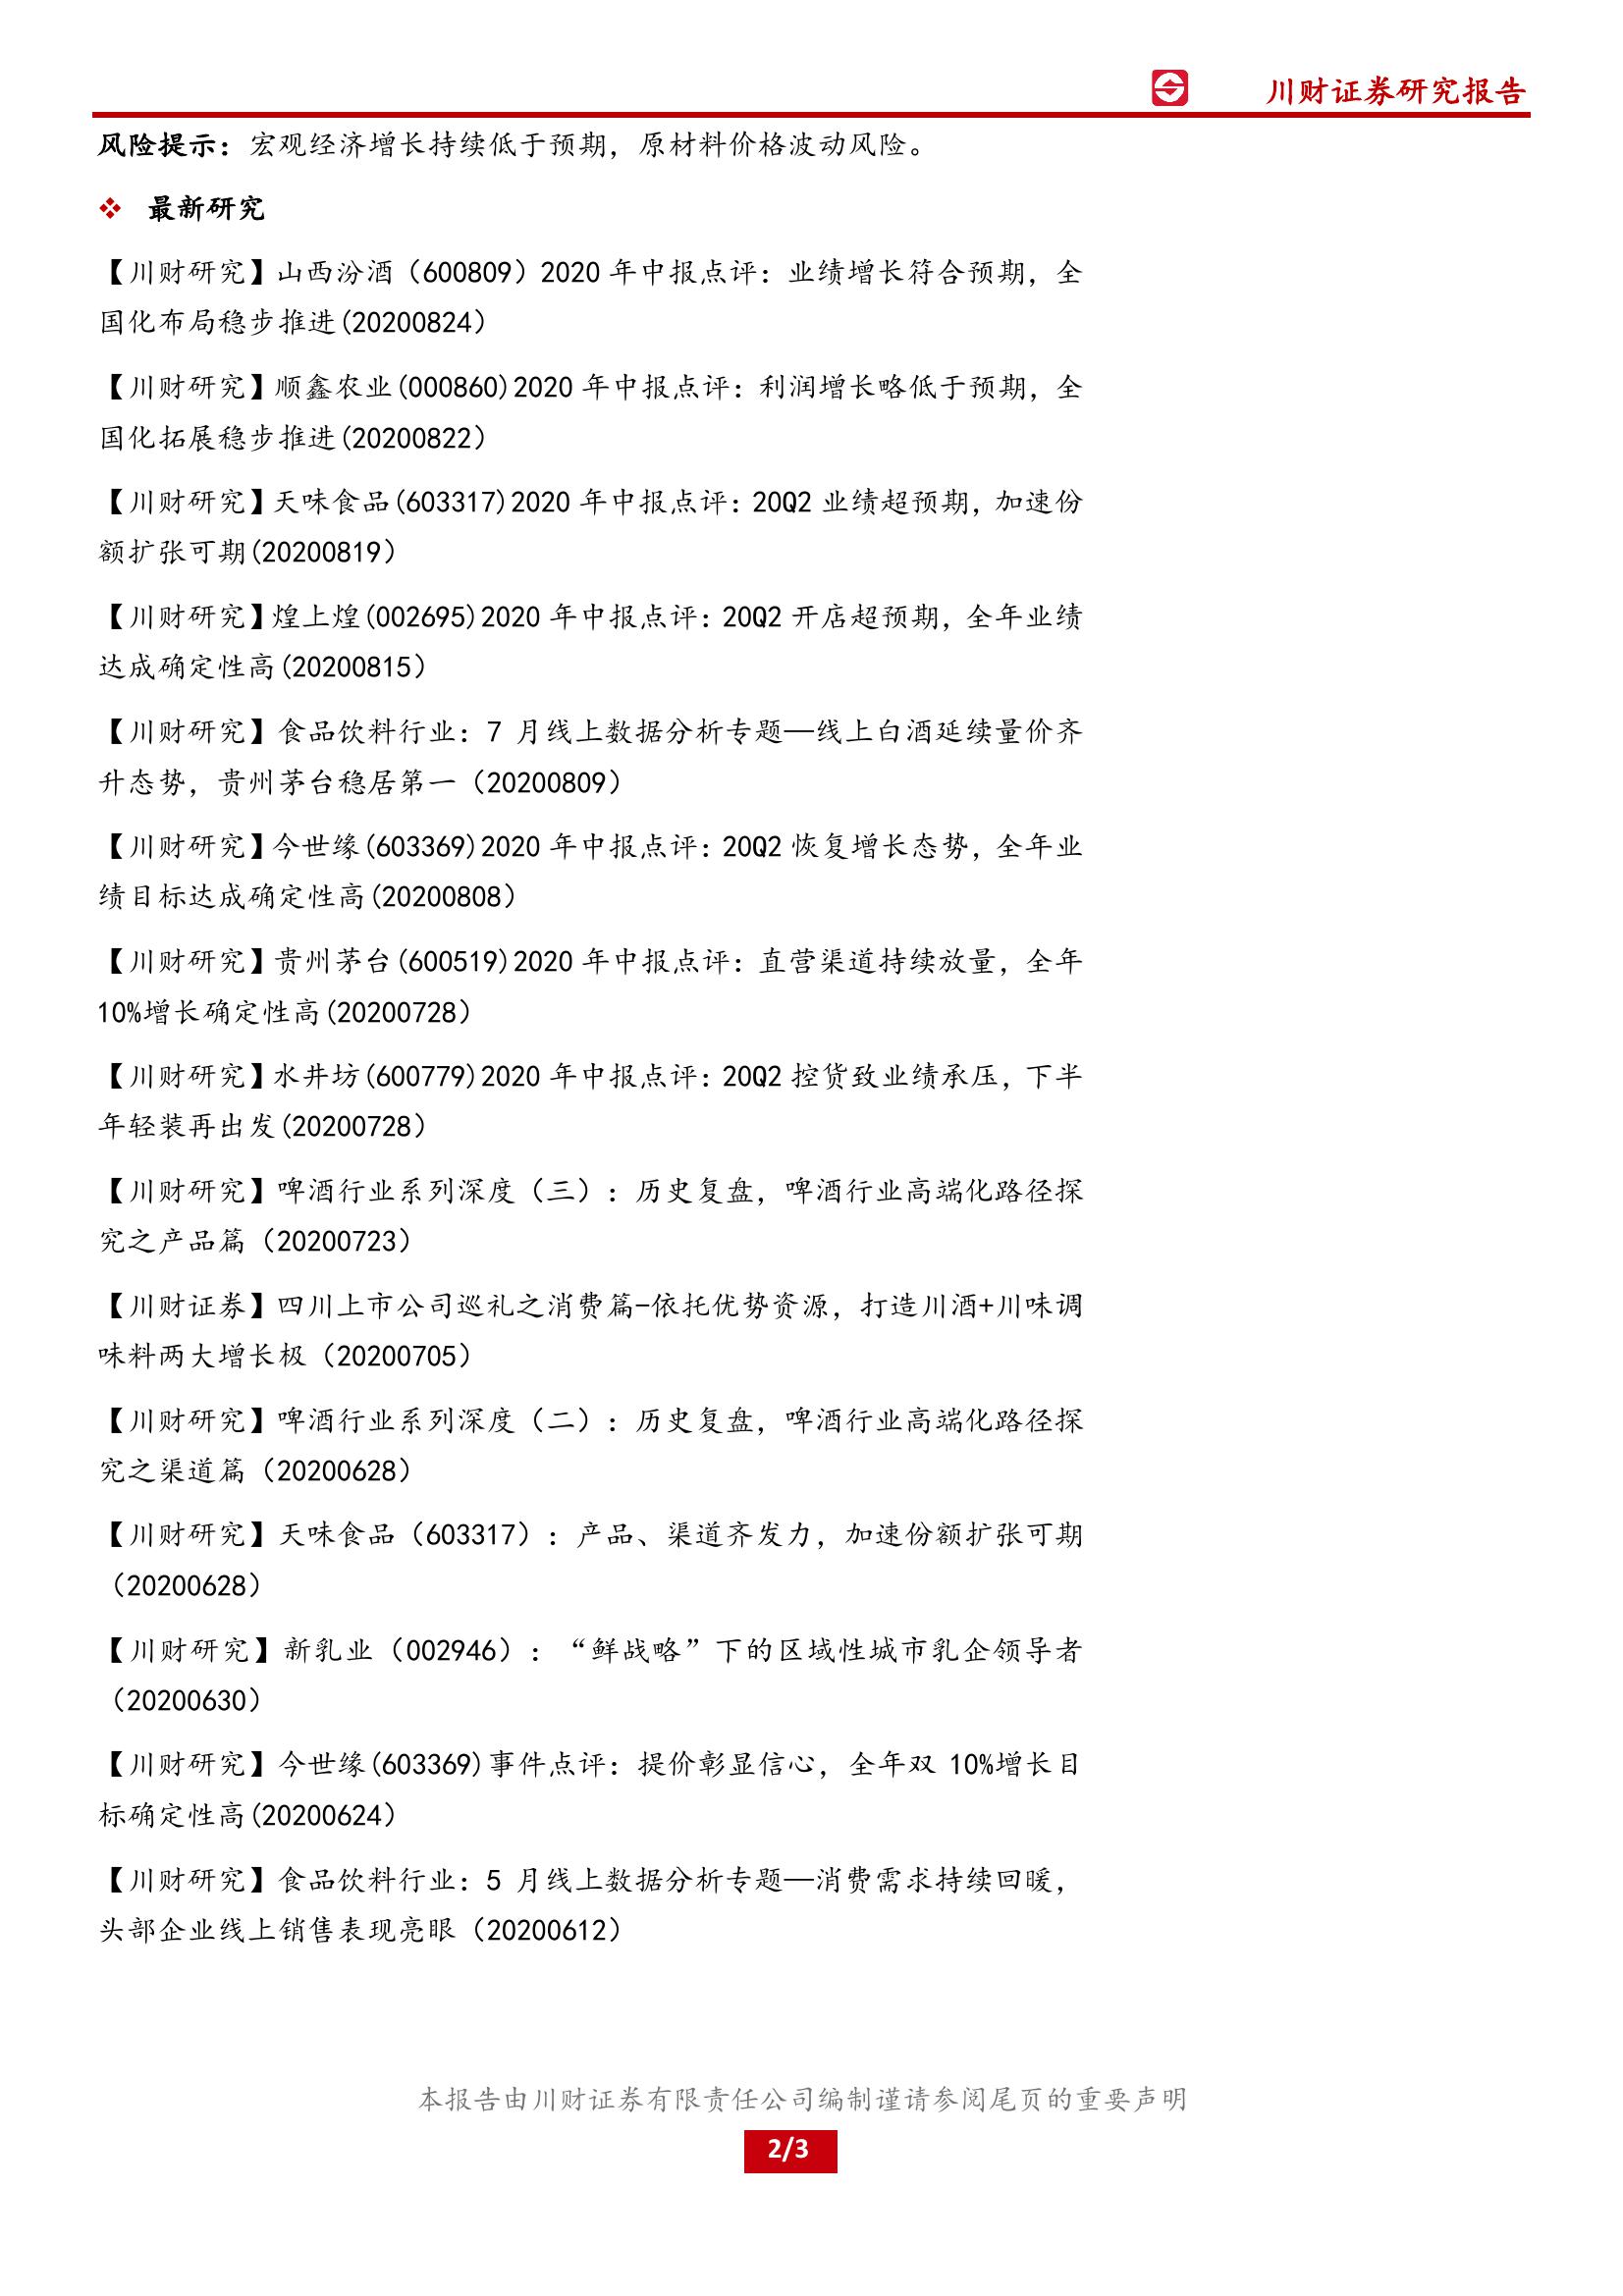 川财证券研究报告
风险提示：宏观经济增长持续低于预期，原材料价格波动风险。
❖ 最新研究
【川财研究】山西汾酒（600809）2020 年中报点评：业绩增长符合预期，全
国化布局稳步推进(20200824）
【川财研究】顺鑫农业(000860)2020 年中报点评：利润增长略低于预期，全
国化拓展稳步推进(20200822）
【川财研究】天味食品(603317)2020 年中报点评：20Q2 业绩超预期，加速份
额扩张可期(20200819）
【川财研究】煌上煌(002695)2020 年中报点评：20Q2 开店超预期，全年业绩
达成确定性高(20200815）
【川财研究】食品饮料行业：7 月线上数据分析专题—线上白酒延续量价齐
升态势，贵州茅台稳居第一（20200809）
【川财研究】今世缘(603369)2020 年中报点评：20Q2 恢复增长态势，全年业
绩目标达成确定性高(20200808）
【川财研究】贵州茅台(600519)2020 年中报点评：直营渠道持续放量，全年
10%增长确定性高(20200728）
【川财研究】水井坊(600779)2020 年中报点评：20Q2 控货致业绩承压，下半
年轻装再出发(20200728）
【川财研究】啤酒行业系列深度（三）：历史复盘，啤酒行业高端化路径探
究之产品篇（20200723）
【川财证券】四川上市公司巡礼之消费篇-依托优势资源，打造川酒+川味调
味料两大增长极（20200705）
【川财研究】啤酒行业系列深度（二）：历史复盘，啤酒行业高端化路径探
究之渠道篇（20200628）
【川财研究】天味食品（603317）：产品、渠道齐发力，加速份额扩张可期
（20200628）
【川财研究】新乳业（002946）：“鲜战略”下的区域性城市乳企领导者
（20200630）
【川财研究】今世缘(603369)事件点评：提价彰显信心，全年双 10%增长目
标确定性高(20200624）
【川财研究】食品饮料行业：5 月线上数据分析专题—消费需求持续回暖，
头部企业线上销售表现亮眼（20200612）
本报告由川财证券有限责任公司编制谨请参阅尾页的重要声明
2/3